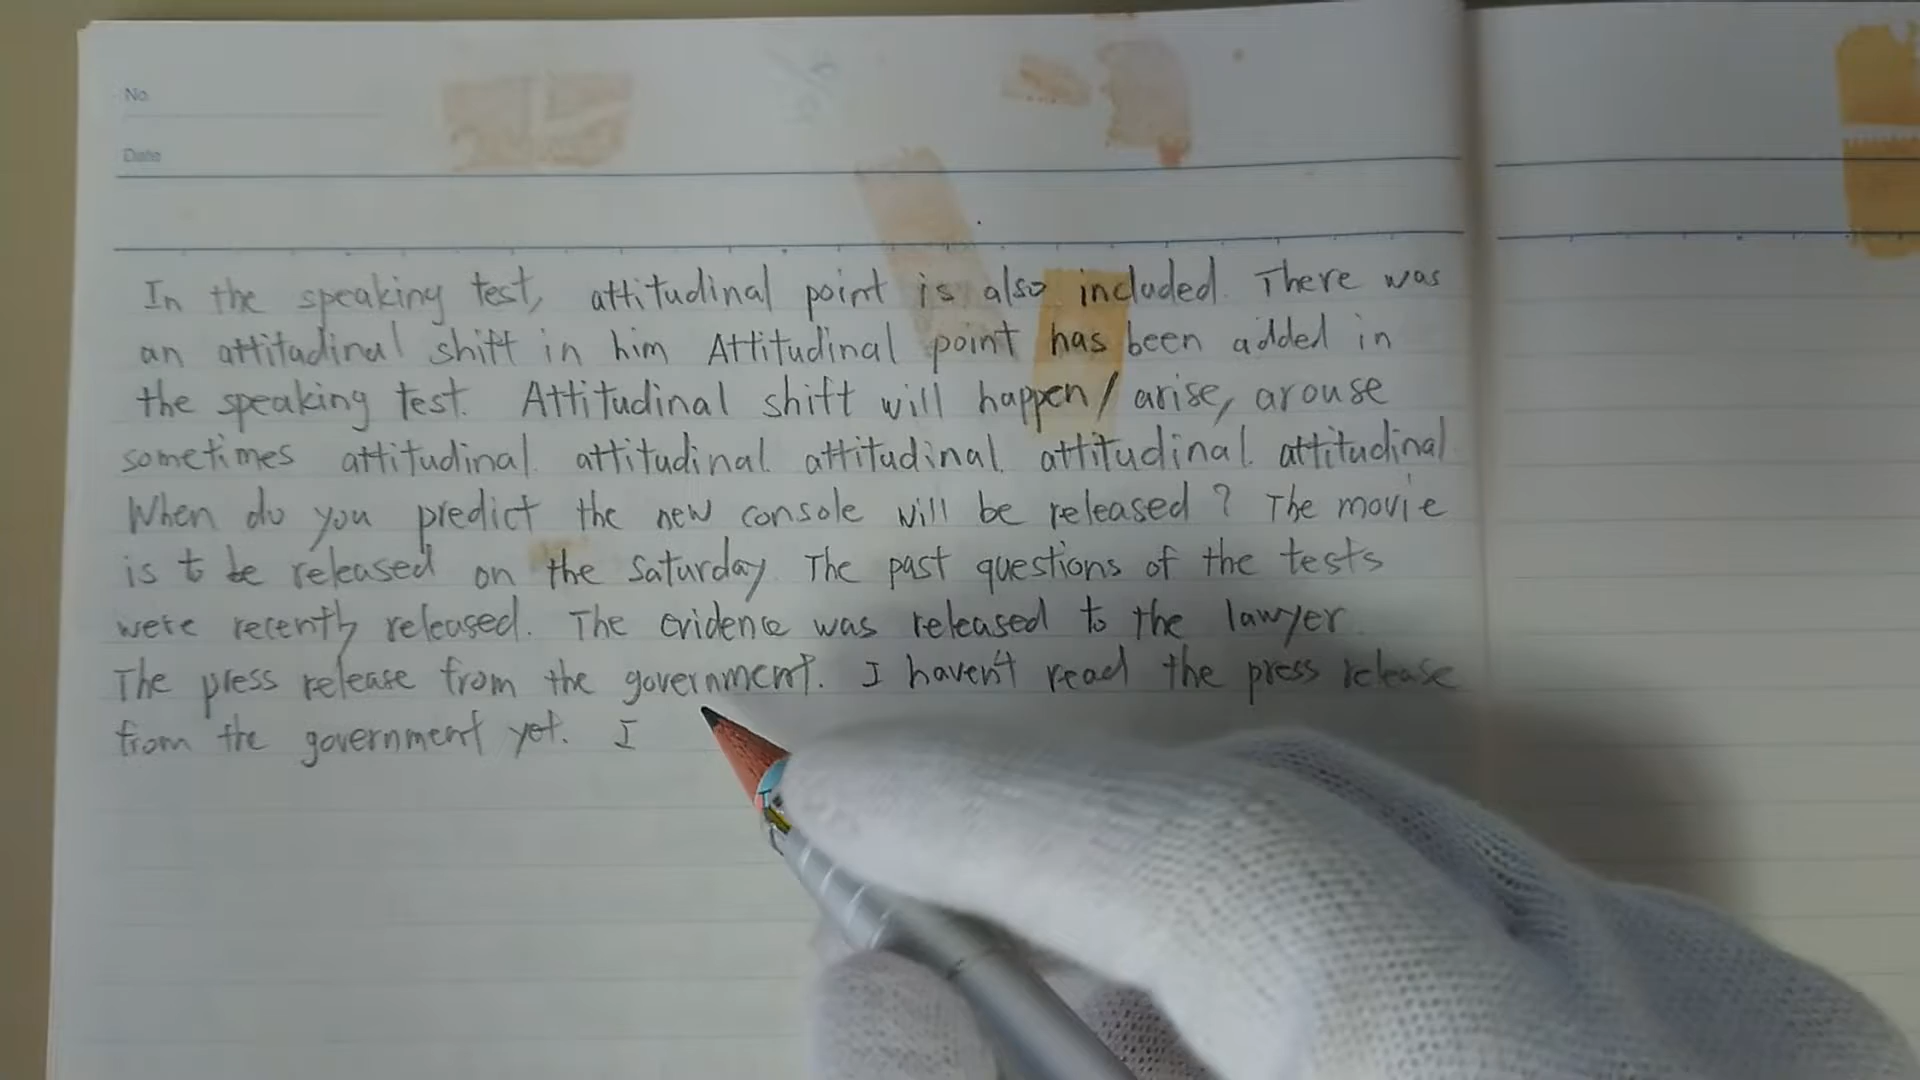 No.
Date
In the speaking test, attitudinal point is also included. There was
an attitudinal shift in him Attitudinal point has been added in
the speaking test. Attitudinal shift will happen / arise, arouse
sometimes attitudinal. attitudinal. attitudinal. attitudinal. attitudinal
When do you predict the new console will be released? The movie
is to be released on the Saturday. The past questions of the tests
were recently released. The evidence was released to the lawyer.
The press release from the government. I haven't read the press release
from the government yet. I